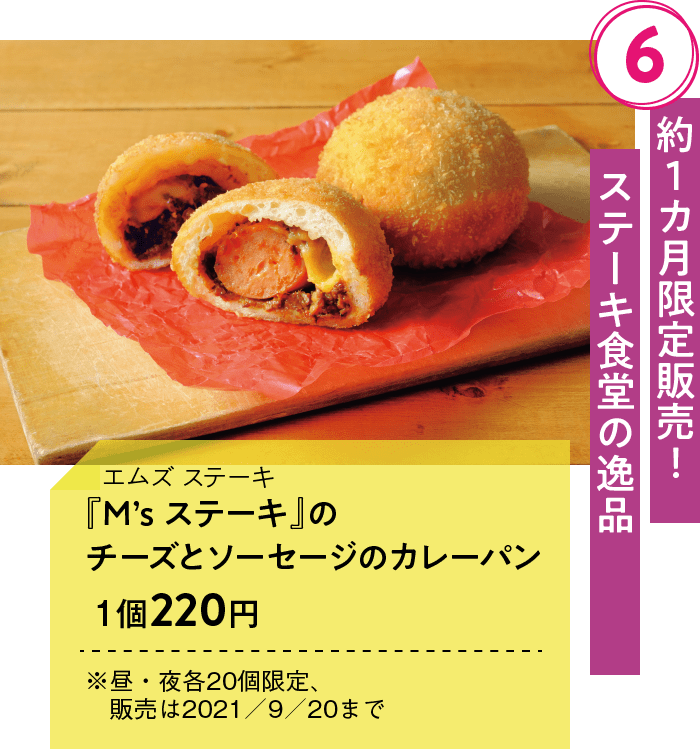 6
約1カ月限定販売！
ステーキ食堂の逸品
エムズ ステーキ
『M’s ステーキ』の
チーズとソーセージのカレーパン
1個220円
※昼・夜各20個限定、
販売は2021／9／20まで